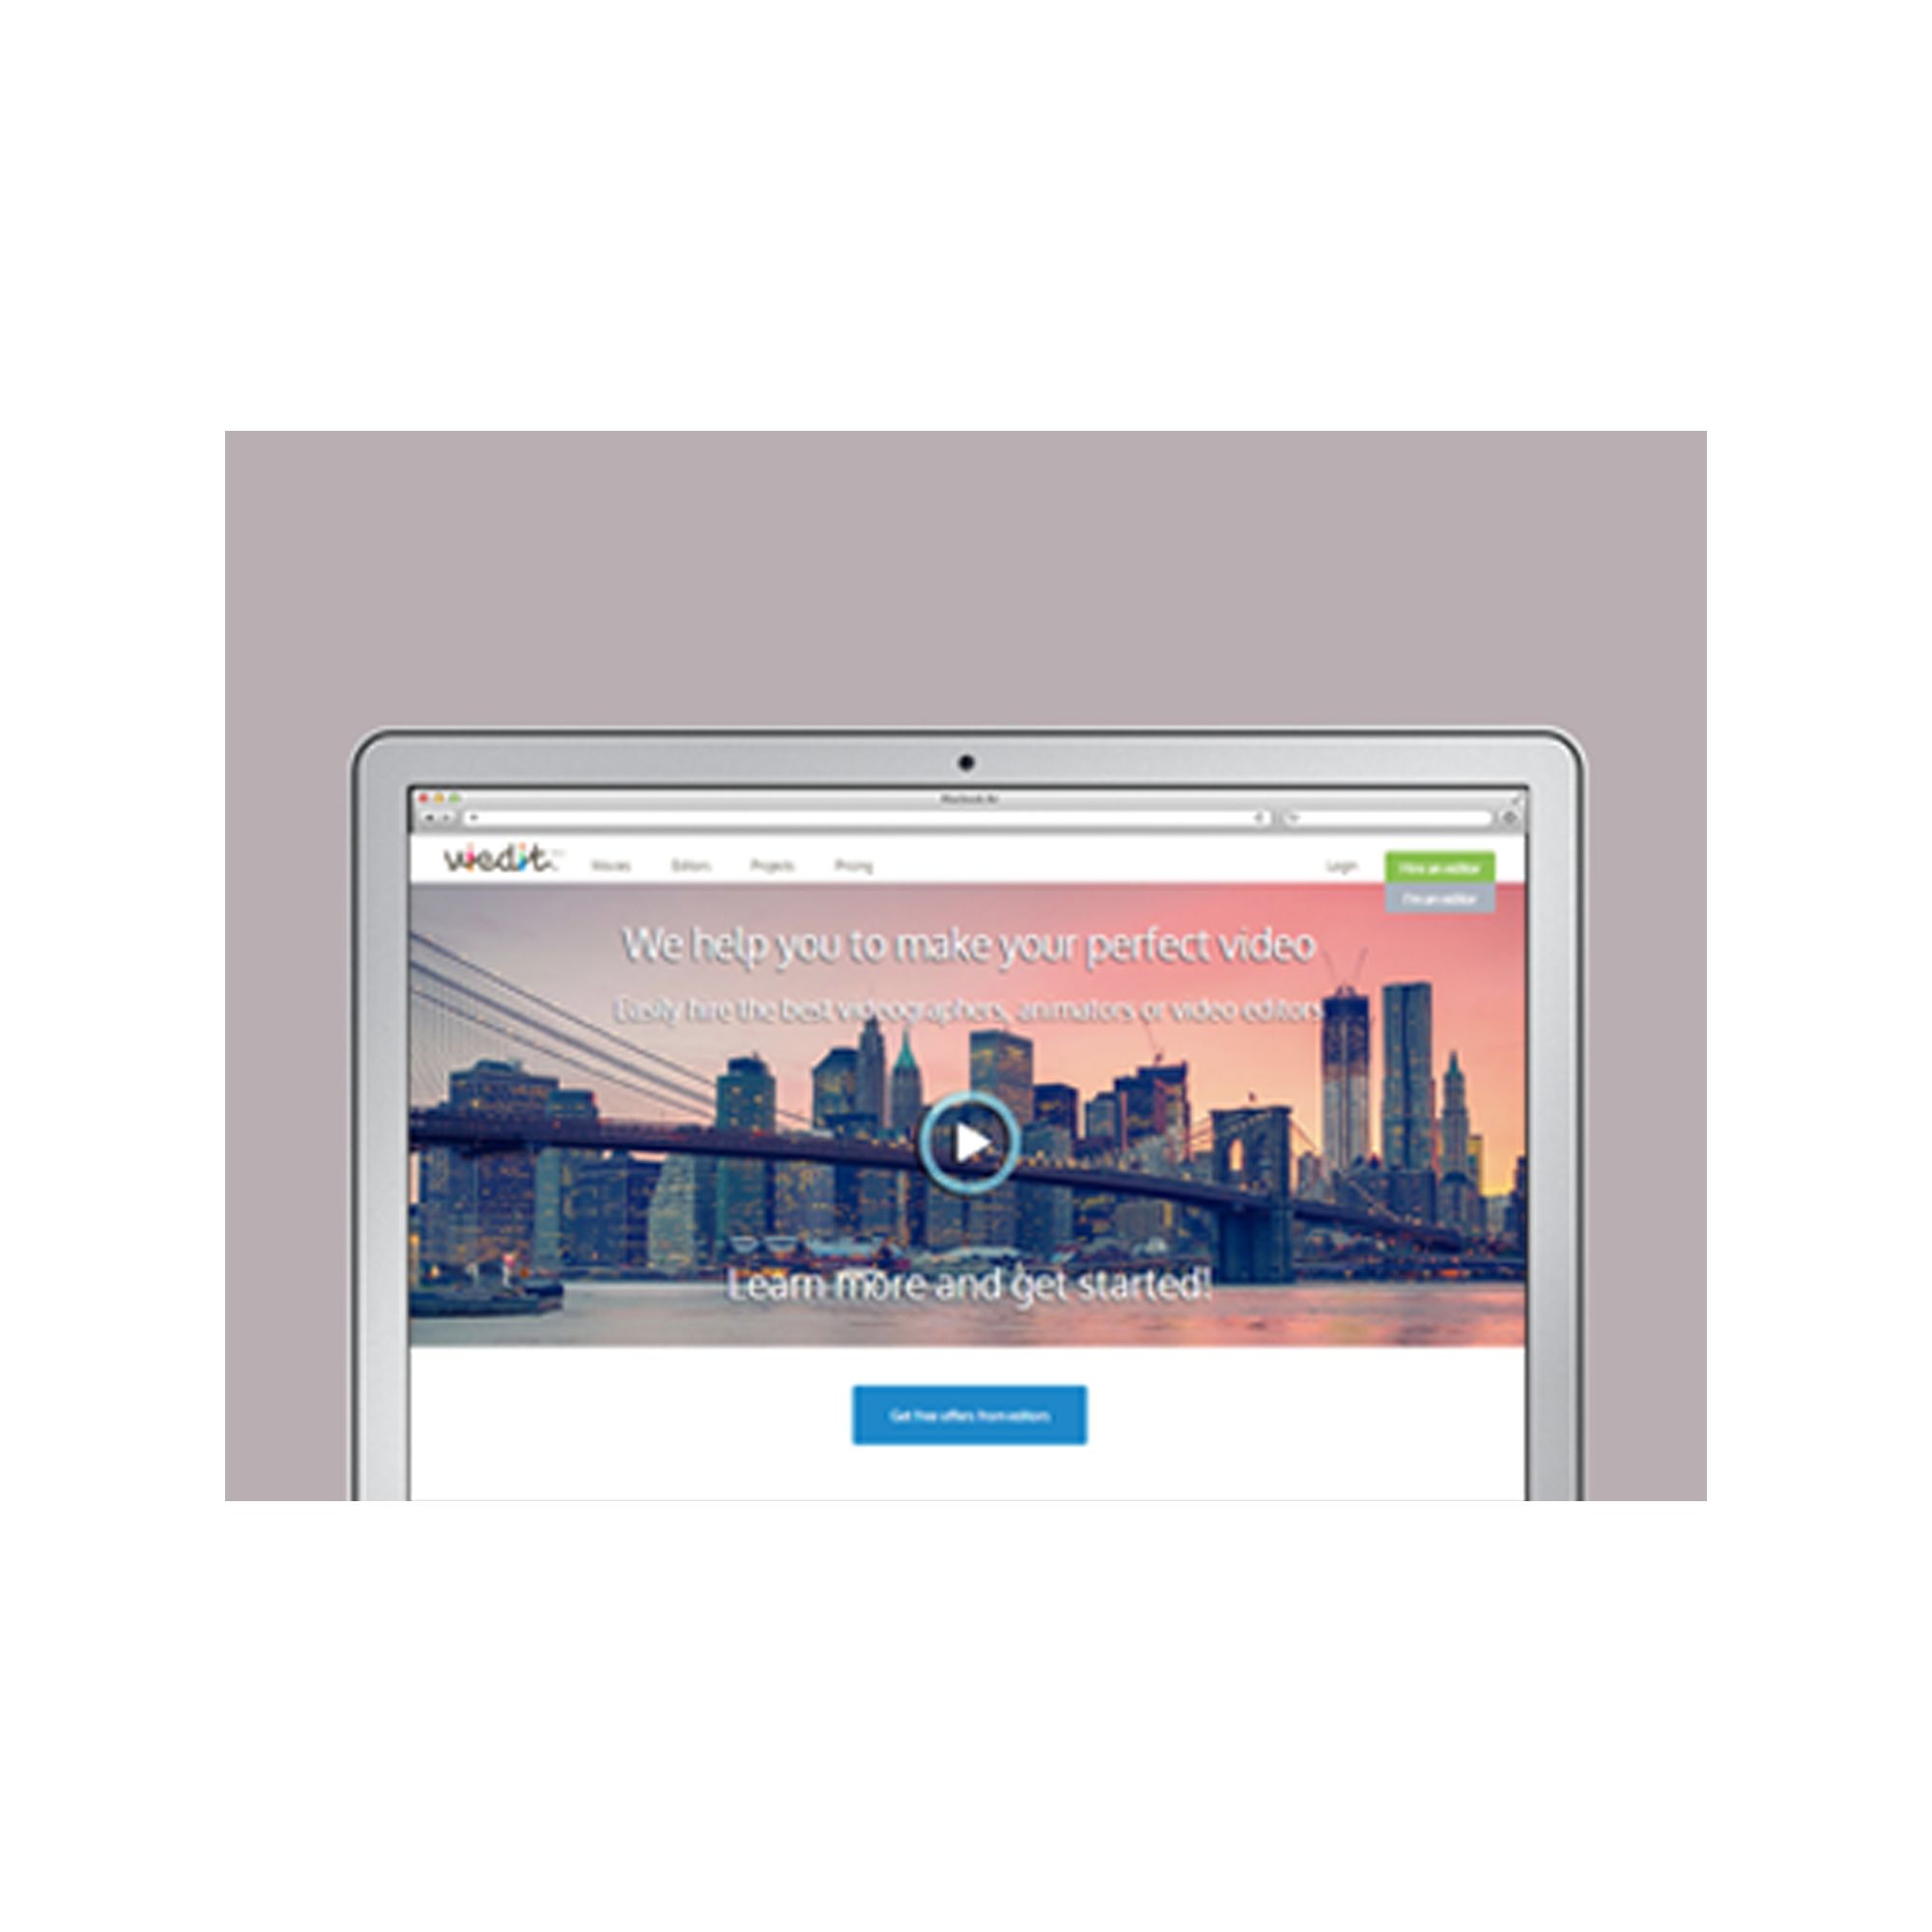 wedit
Movies Editors Projects Pricing Login Hire an editor
I'm an editor
We help you to make your perfect video
Easily hire the best videographers, animators or video editors
Learn more and get started!
Get free offers from editors